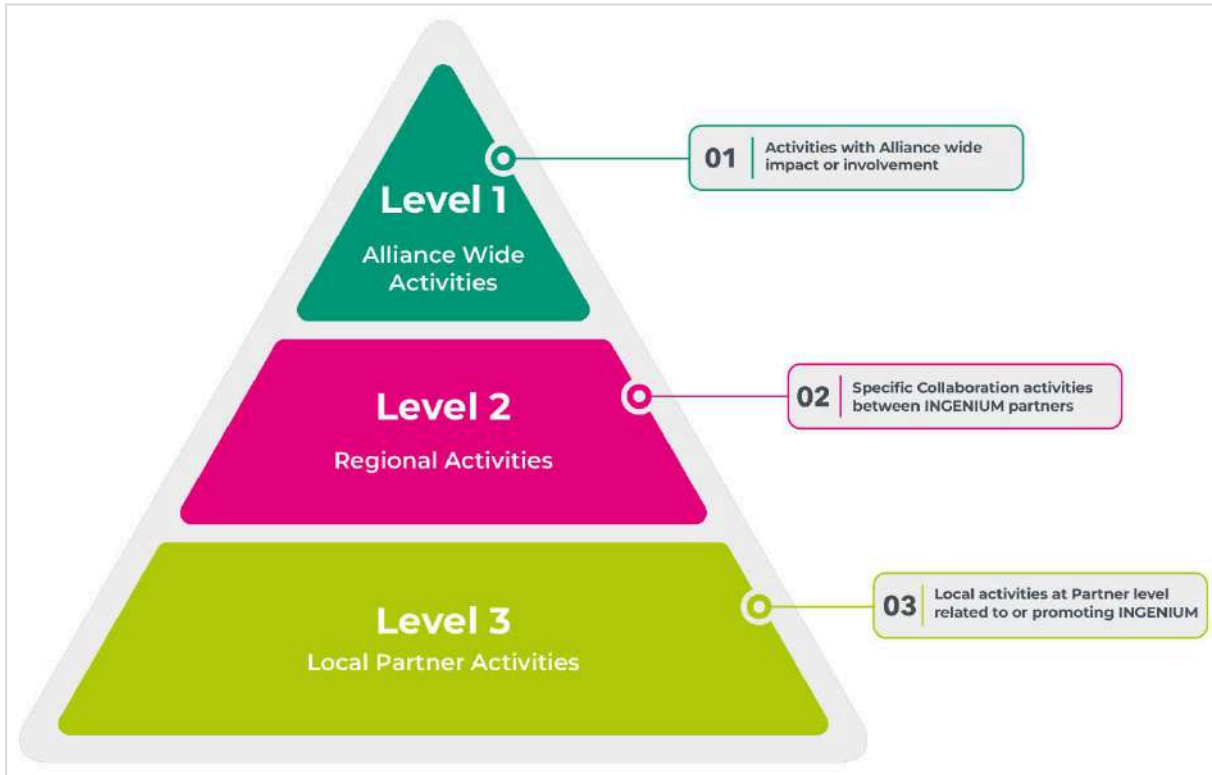 Level 1
Alliance Wide
Activities
01
Activities with Alliance wide
impact or involvement
Level 2
Regional Activities
02
Specific Collaboration activities
between INGENIUM partners
Level 3
Local Partner Activities
03
Local activities at Partner level
related to or promoting INGENIUM